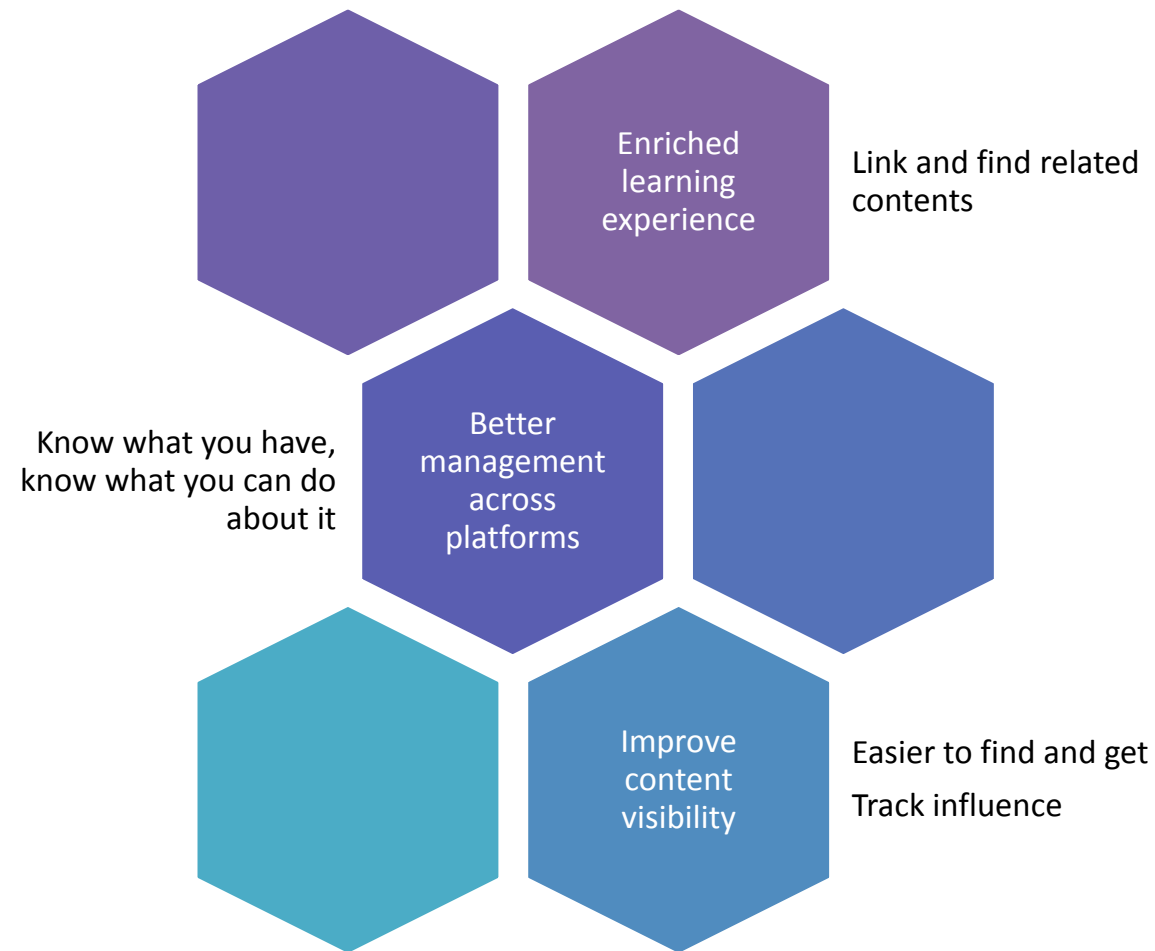 Enriched
learning
experience
Link and find related
contents
Know what you have,
know what you can do
about it
Better
management
across
platforms
Improve
content
visibility
Easier to find and get
Track influence